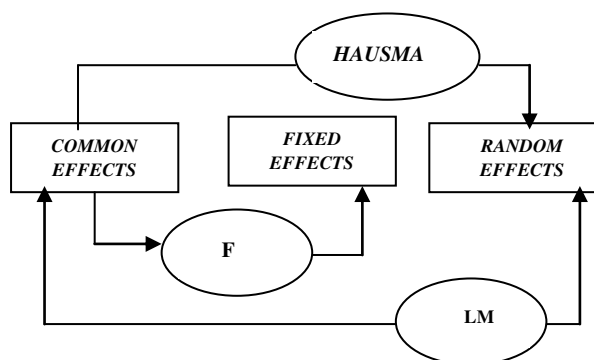 HAUSMA
COMMON
EFFECTS
FIXED
EFFECTS
RANDOM
EFFECTS
F
LM